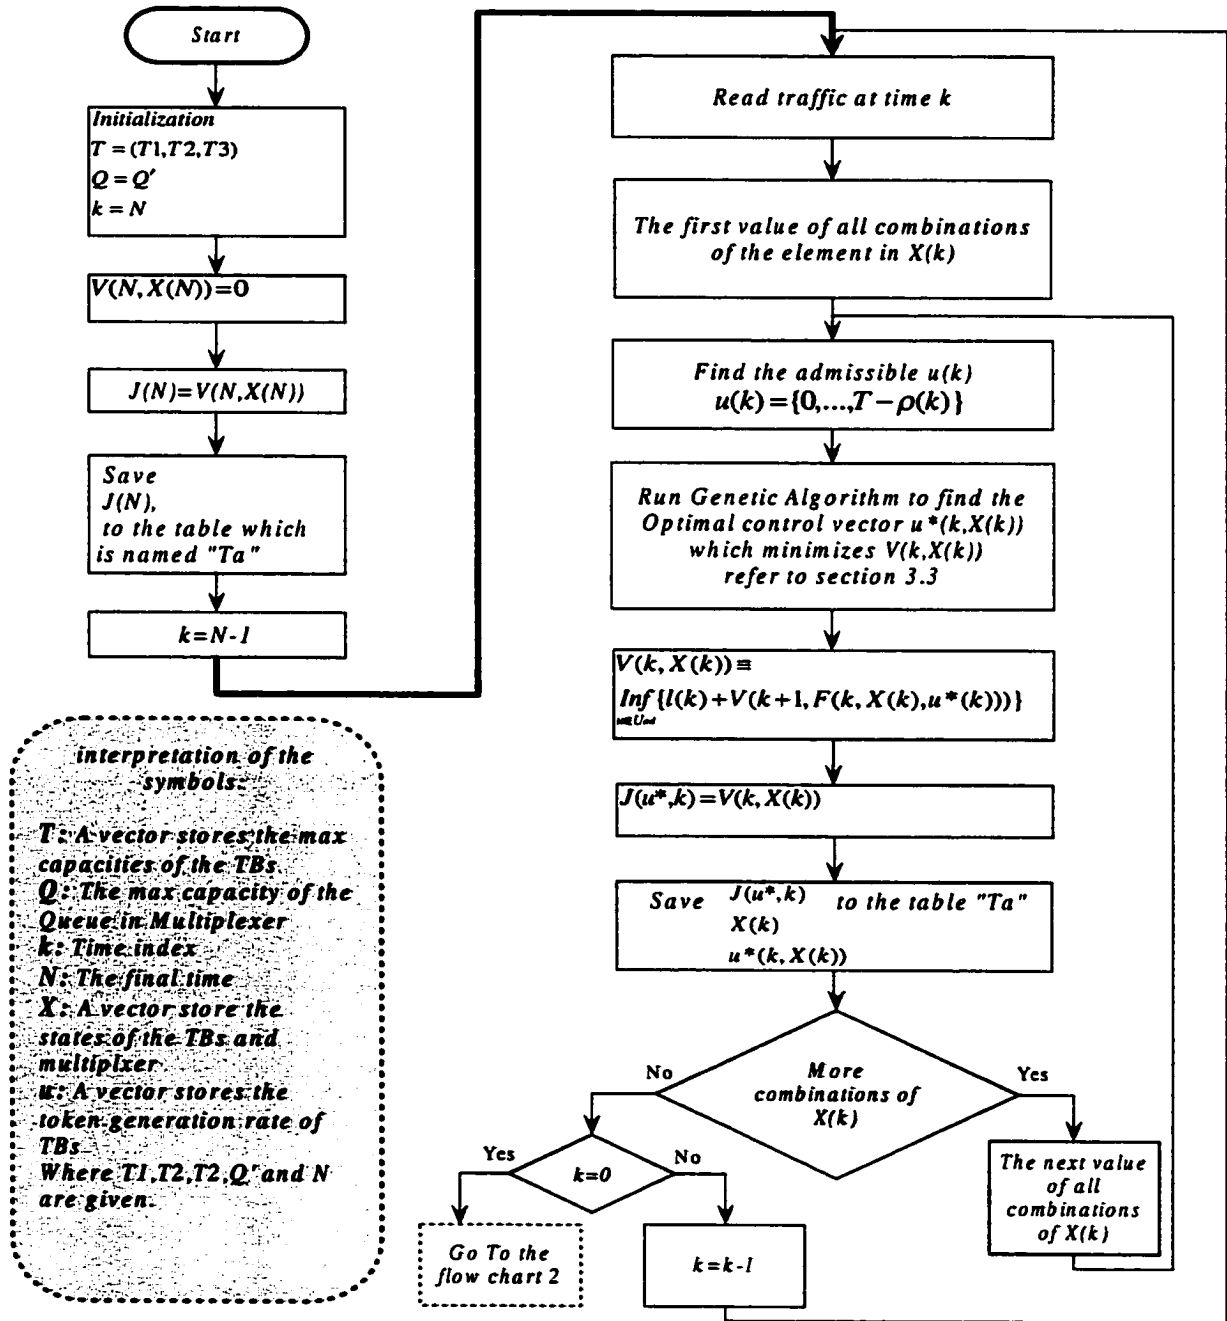 Start
Initialization
T = (T1,T2,T3)
Q = Q'
k = N
V(N,X(N))=0
J(N)=V(N,X(N))
Save
J(N),
to the table which
is named "Ta"
k=N-1
interpretation of the
symbols:
T: A vector stores the max
capacities of the TBs
Q: The max capacity of the
Queue in Multiplexer
k: Time index
N: The final time
X: A vector store the
states of the TBs and
multiplxer
u: A vector stores the
token generation rate of
TBs
Where T1,T2,T2,Q' and N
are given.
Read traffic at time k
The first value of all combinations
of the element in X(k)
Find the admissible u(k)
u(k)={0,...,T−ρ(k)}
Run Genetic Algorithm to find the
Optimal control vector u*(k,X(k))
which minimizes V(k,X(k))
refer to section 3.3
V(k,X(k))≡
Inf{l(k)+V(k+1,F(k,X(k),u*(k)))}
J(u*,k)=V(k,X(k))
Save J(u*,k) to the table "Ta"
X(k)
u*(k,X(k))
More
combinations of
X(k)
No
Yes
k=0
Yes
No
Go To the
flow chart 2
k=k-1
The next value
of all
combinations
of X(k)